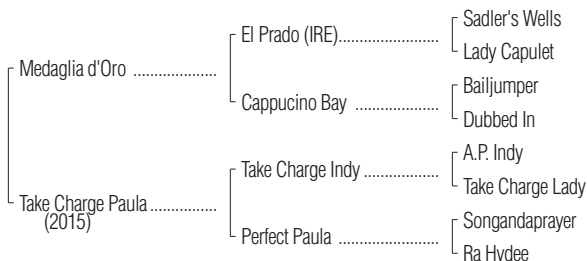 Sadler's Wells
El Prado (IRE)....................
Lady Capulet
Medaglia d'Oro .................
Bailjumper
Cappucino Bay .................
Dubbed In
A.P. Indy
Take Charge Indy ...............
Take Charge Lady
Take Charge Paula .............
(2015)
Songandaprayer
Perfect Paula ....................
Ra Hydee